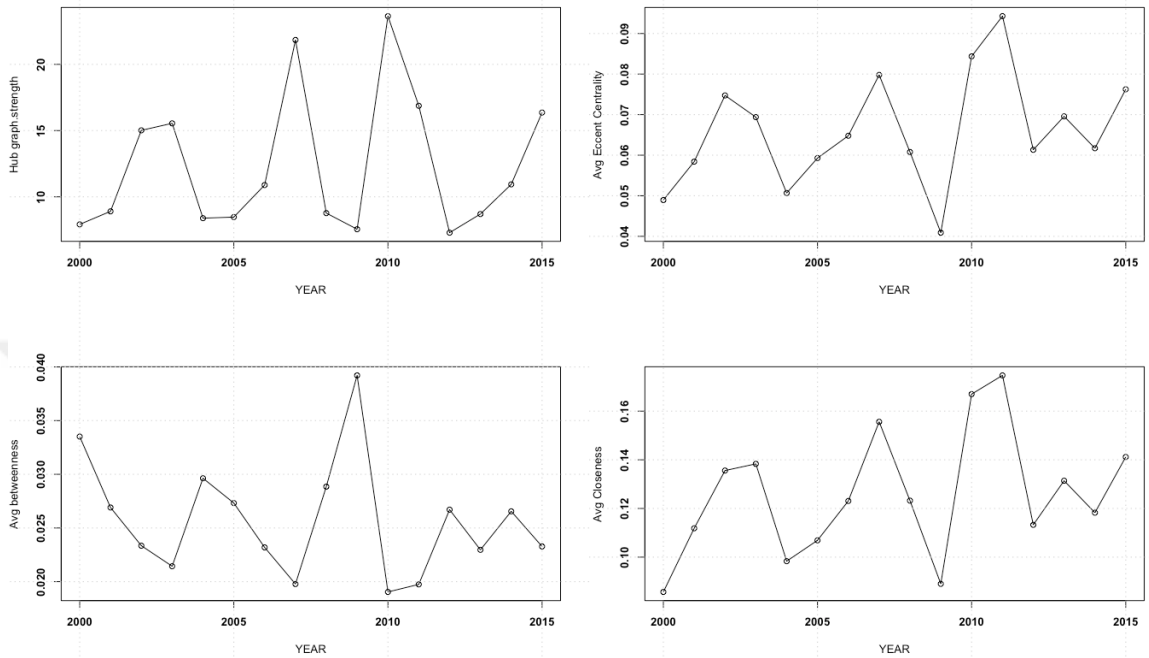 Hub graph.strength
20
15
10
2000 2005 2010 2015
YEAR
Avg Eccent Centrality
0.09
0.08
0.07
0.06
0.05
0.04
2000 2005 2010 2015
YEAR
Avg betweenness
0.040
0.035
0.030
0.025
0.020
2000 2005 2010 2015
YEAR
Avg Closeness
0.16
0.14
0.12
0.10
2000 2005 2010 2015
YEAR